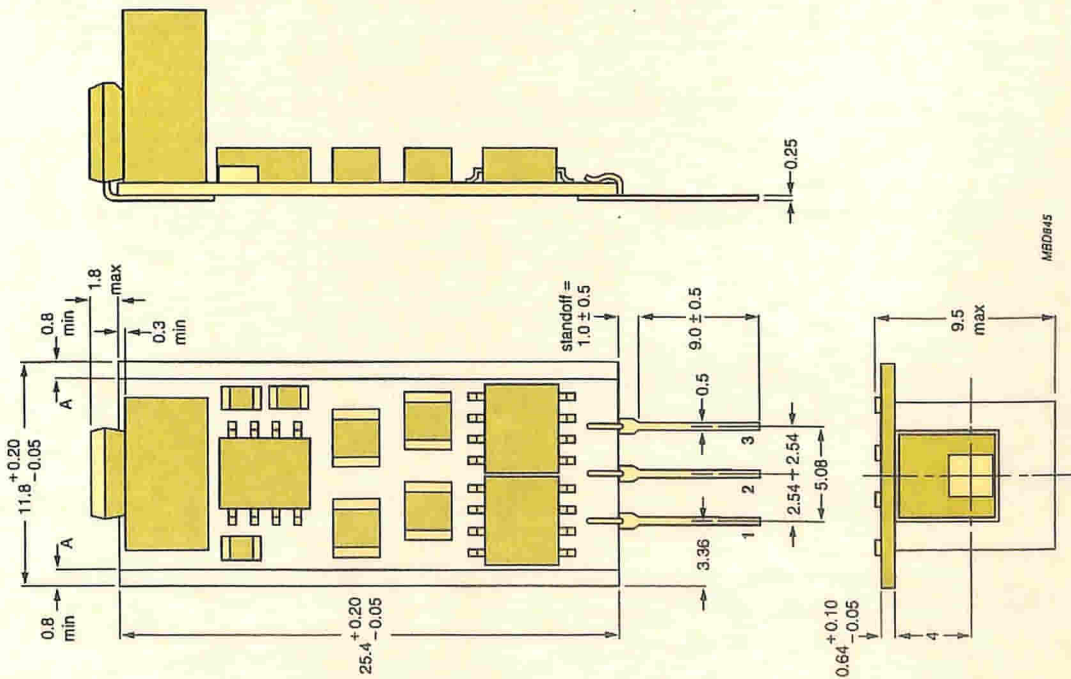 0.25
1.8
max
0.8
min
0.3
min
11.8 +0.20 −0.05
A
A
0.8
min
25.4 +0.20 −0.05
standoff =
1.0 ± 0.5
9.0 ± 0.5
0.5
3
2
1
2.54
2.54
5.08
3.36
MBD845
9.5
max
0.64 +0.10 −0.05
4